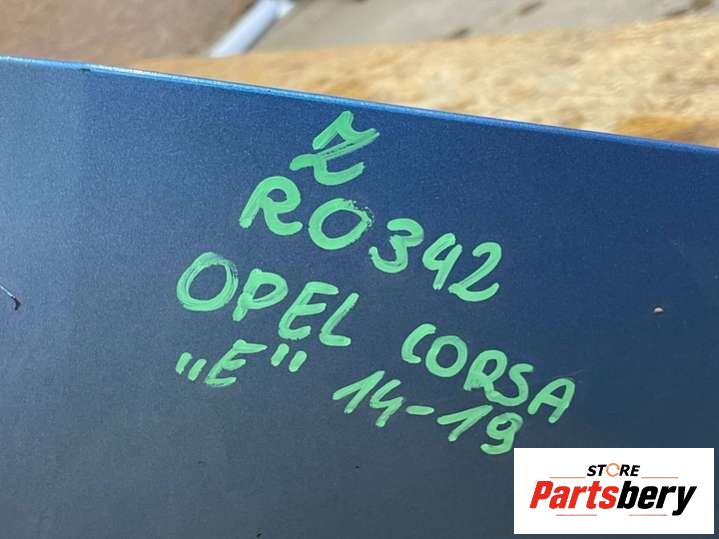 Z
RO342
OPEL CORSA
"E" 14-19
STORE
Partsbery